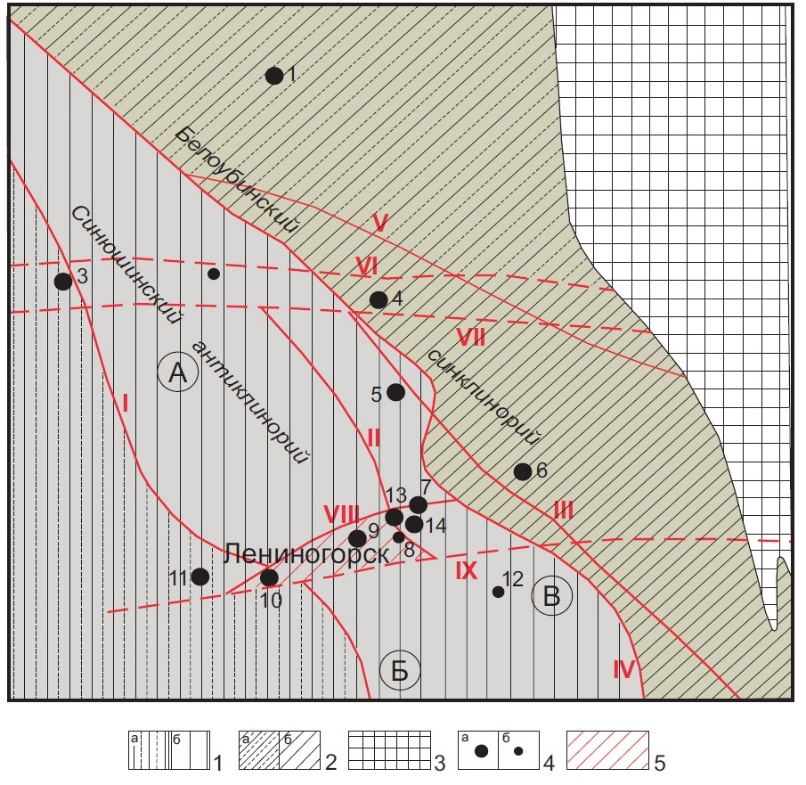 1
Белоубинский
V
Синюшинский
VI
3
4
VII
антиклинорий
А
синклинорий
5
I
II
6
7
13
VIII
III
9
14
Лениногорск
8
IX
11
10
12
В
Б
IV
а
б
1
а
б
2
3
а
б
4
5